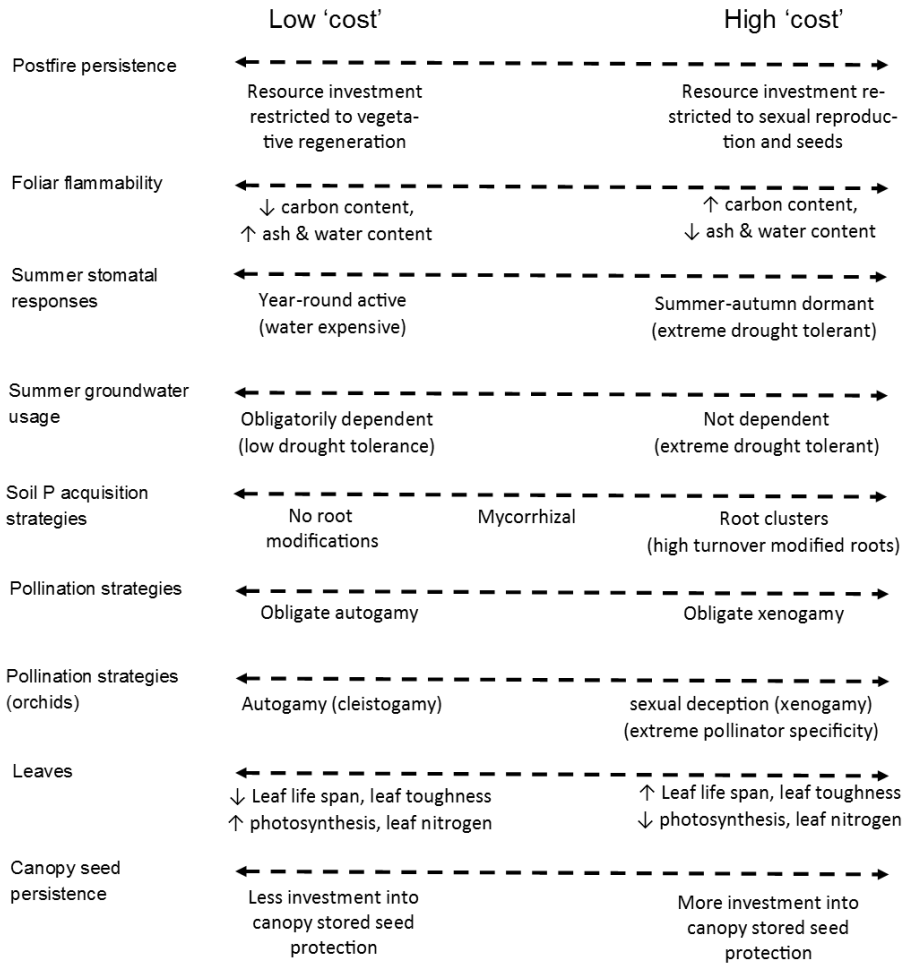 Low ‘cost’ High ‘cost’
Postfire persistence
Resource investment
restricted to vegeta-
tive regeneration
Resource investment re-
stricted to sexual reproduc-
tion and seeds
Foliar flammability
↓ carbon content,
↑ ash & water content
↑ carbon content,
↓ ash & water content
Summer stomatal
responses
Year-round active
(water expensive)
Summer-autumn dormant
(extreme drought tolerant)
Summer groundwater
usage
Obligatorily dependent
(low drought tolerance)
Not dependent
(extreme drought tolerant)
Soil P acquisition
strategies
No root
modifications
Mycorrhizal
Root clusters
(high turnover modified roots)
Pollination strategies
Obligate autogamy
Obligate xenogamy
Pollination strategies
(orchids)
Autogamy (cleistogamy)
sexual deception (xenogamy)
(extreme pollinator specificity)
Leaves
↓ Leaf life span, leaf toughness
↑ photosynthesis, leaf nitrogen
↑ Leaf life span, leaf toughness
↓ photosynthesis, leaf nitrogen
Canopy seed
persistence
Less investment into
canopy stored seed
protection
More investment into
canopy stored seed
protection